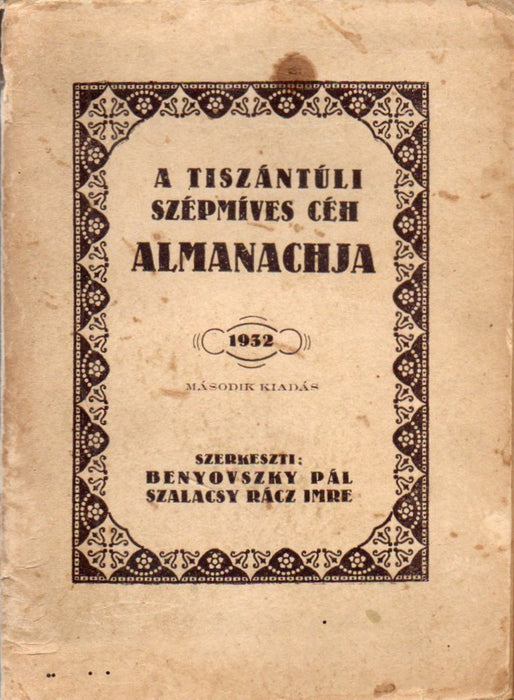 A TISZÁNTÚLI
SZÉPMÍVES CÉH
ALMANACHJA
1932
MÁSODIK KIADÁS
SZERKESZTI:
BENYOVSZKY PÁL
SZALACSY RÁCZ IMRE